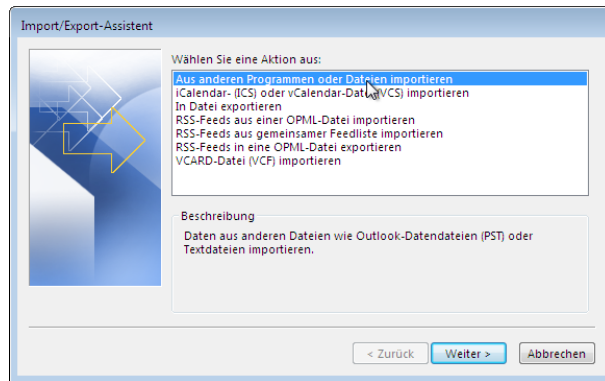 Import/Export-Assistent
Wählen Sie eine Aktion aus:
Aus anderen Programmen oder Dateien importieren
iCalendar- (ICS) oder vCalendar-Datei (VCS) importieren
In Datei exportieren
RSS-Feeds aus einer OPML-Datei importieren
RSS-Feeds aus gemeinsamer Feedliste importieren
RSS-Feeds in eine OPML-Datei exportieren
VCARD-Datei (VCF) importieren
Beschreibung
Daten aus anderen Dateien wie Outlook-Datendateien (PST) oder
Textdateien importieren.
< Zurück Weiter > Abbrechen